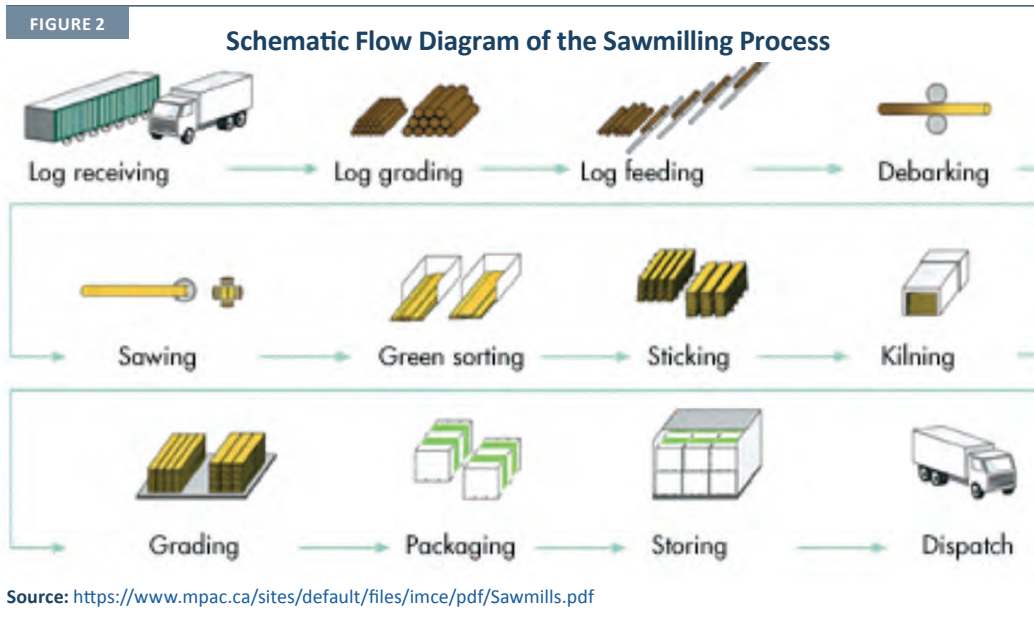 FIGURE 2
Schematic Flow Diagram of the Sawmilling Process
Log receiving
Log grading
Log feeding
Debarking
Sawing
Green sorting
Sticking
Kilning
Grading
Packaging
Storing
Dispatch
Source: https://www.mpac.ca/sites/default/files/imce/pdf/Sawmills.pdf